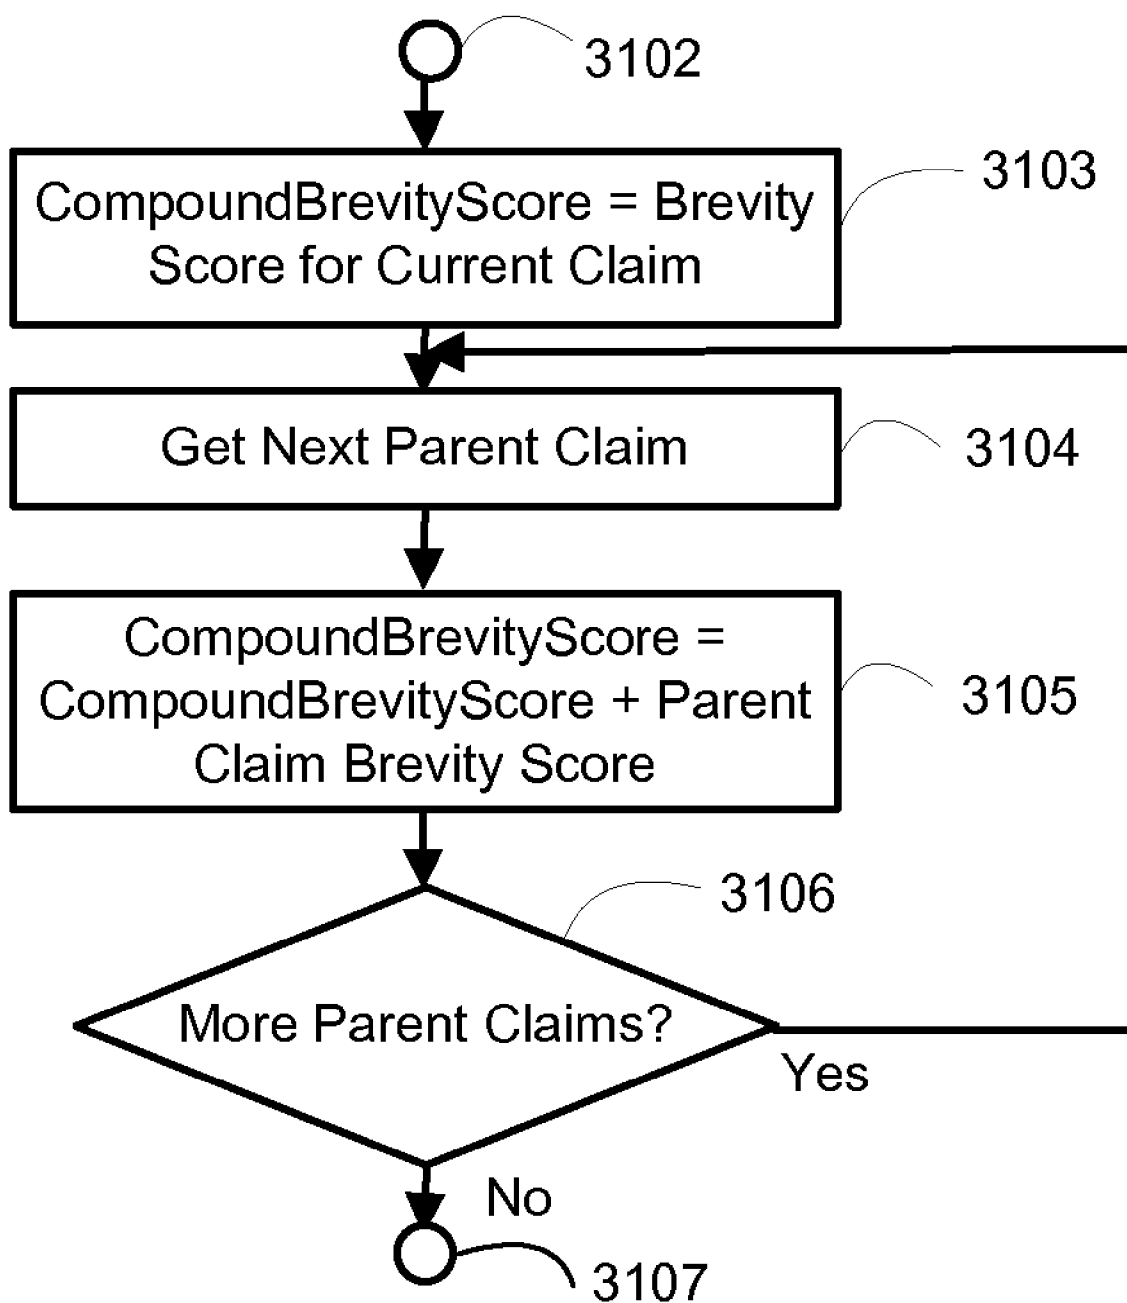 3102
3103
CompoundBrevityScore = Brevity
Score for Current Claim
Get Next Parent Claim
3104
CompoundBrevityScore =
CompoundBrevityScore + Parent
Claim Brevity Score
3105
3106
More Parent Claims?
Yes
No
3107